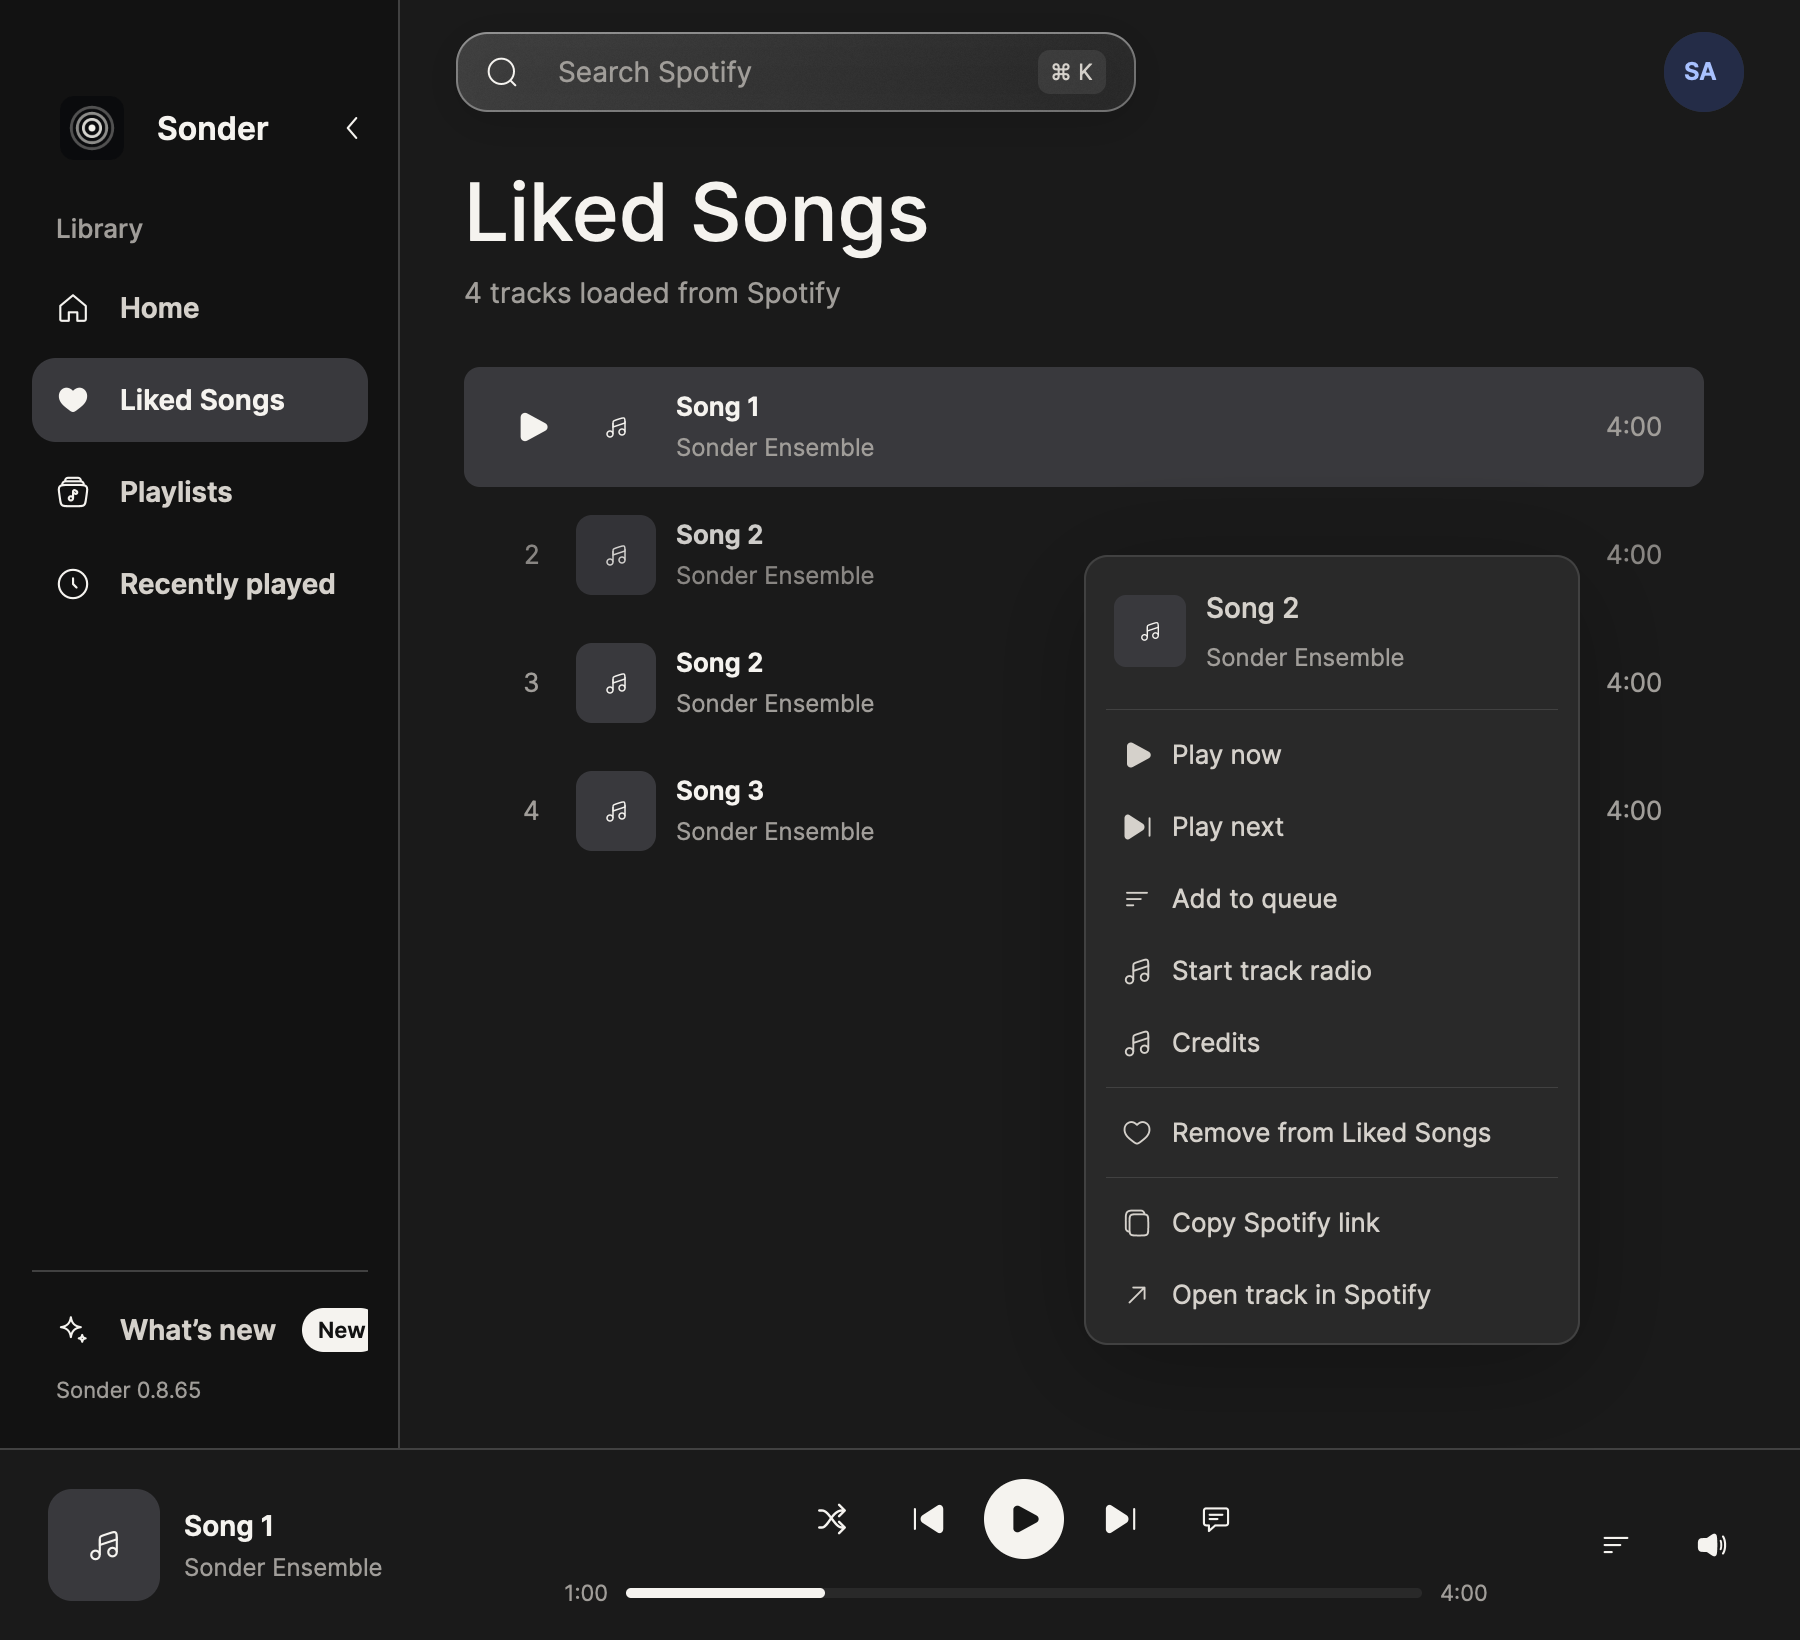 Search Spotify
⌘ K
SA
Sonder
Library
Home
Liked Songs
Playlists
Recently played
What’s new
New
Sonder 0.8.65
Liked Songs
4 tracks loaded from Spotify
Song 1
Sonder Ensemble
4:00
2
Song 2
Sonder Ensemble
4:00
3
Song 2
Sonder Ensemble
4:00
4
Song 3
Sonder Ensemble
4:00
Song 2
Sonder Ensemble
Play now
Play next
Add to queue
Start track radio
Credits
Remove from Liked Songs
Copy Spotify link
Open track in Spotify
Song 1
Sonder Ensemble
1:00
4:00